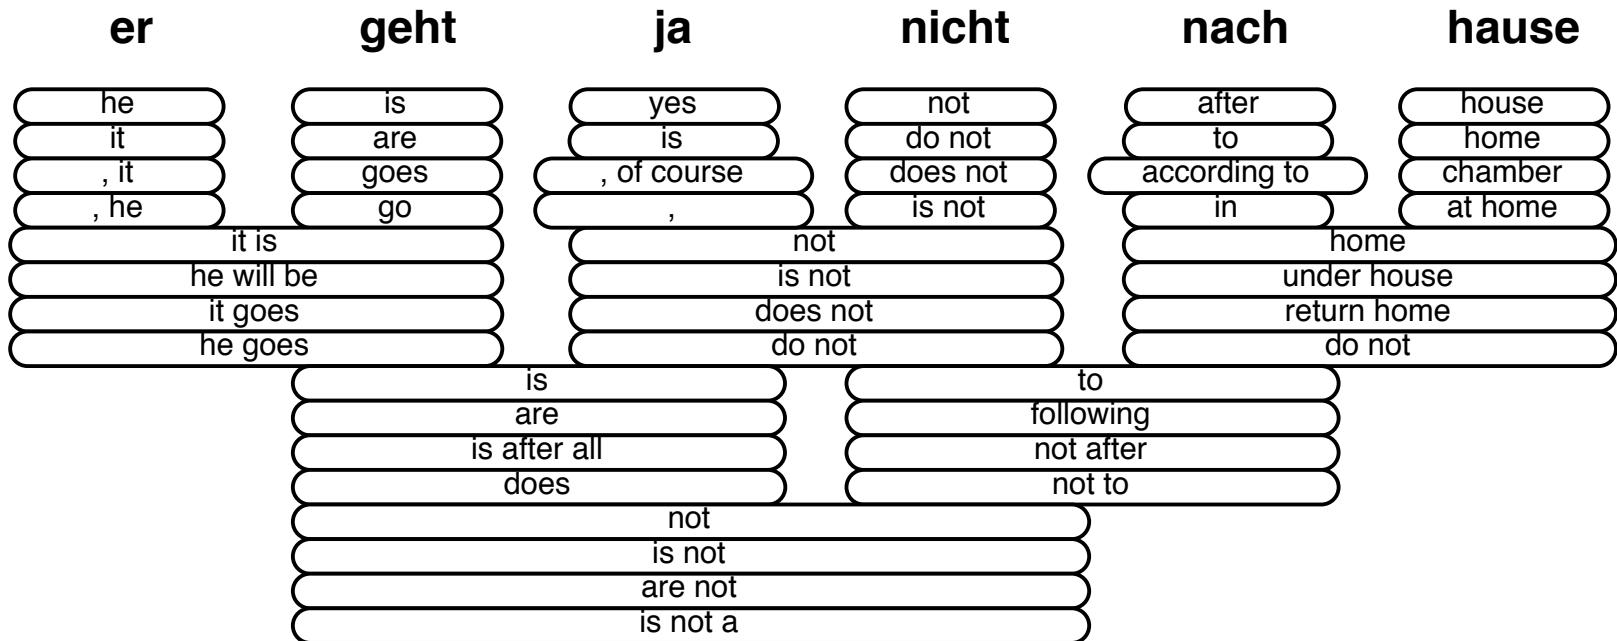 er geht ja nicht nach hause
he is yes not after house
it are is do not to home
, it goes , of course does not according to chamber
, he go , is not in at home
it is not home
he will be is not under house
it goes does not return home
he goes do not do not
is to
are following
is after all not after
does not to
not
is not
are not
is not a